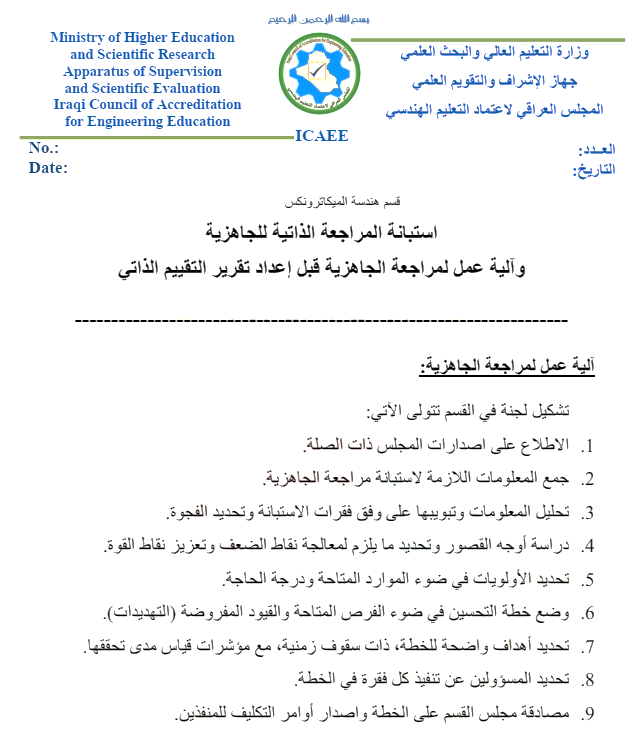 بسم الله الرحمن الرحيم
Ministry of Higher Education
and Scientific Research
Apparatus of Supervision
and Scientific Evaluation
Iraqi Council of Accreditation
for Engineering Education
وزارة التعليم العالي والبحث العلمي
جهاز الإشراف والتقويم العلمي
المجلس العراقي لاعتماد التعليم الهندسي
ICAEE
No.:
Date:
العـدد:
التاريخ:
قسم هندسة الميكاترونكس
استبانة المراجعة الذاتية للجاهزية
وآلية عمل لمراجعة الجاهزية قبل إعداد تقرير التقييم الذاتي
--------------------------------------------------------------------
آلية عمل لمراجعة الجاهزية:
تشكيل لجنة في القسم تتولى الآتي:
1. الاطلاع على اصدارات المجلس ذات الصلة.
2. جمع المعلومات اللازمة لاستبانة مراجعة الجاهزية.
3. تحليل المعلومات وتبويبها على وفق فقرات الاستبانة وتحديد الفجوة.
4. دراسة أوجه القصور وتحديد ما يلزم لمعالجة نقاط الضعف وتعزيز نقاط القوة.
5. تحديد الأولويات في ضوء الموارد المتاحة ودرجة الحاجة.
6. وضع خطة التحسين في ضوء الفرص المتاحة والقيود المفروضة (التهديدات).
7. تحديد أهداف واضحة للخطة، ذات سقوف زمنية، مع مؤشرات قياس مدى تحققها.
8. تحديد المسؤولين عن تنفيذ كل فقرة في الخطة.
9. مصادقة مجلس القسم على الخطة واصدار أوامر التكليف للمنفذين.